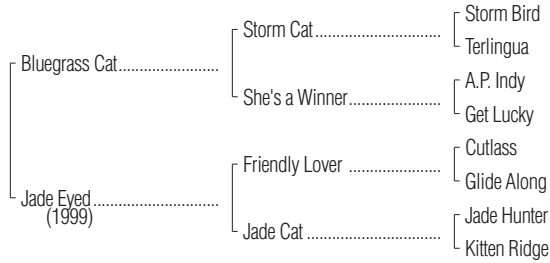 Storm Bird
Storm Cat
Terlingua
Bluegrass Cat
A.P. Indy
She's a Winner
Get Lucky
Cutlass
Friendly Lover
Glide Along
Jade Eyed
(1999)
Jade Hunter
Jade Cat
Kitten Ridge